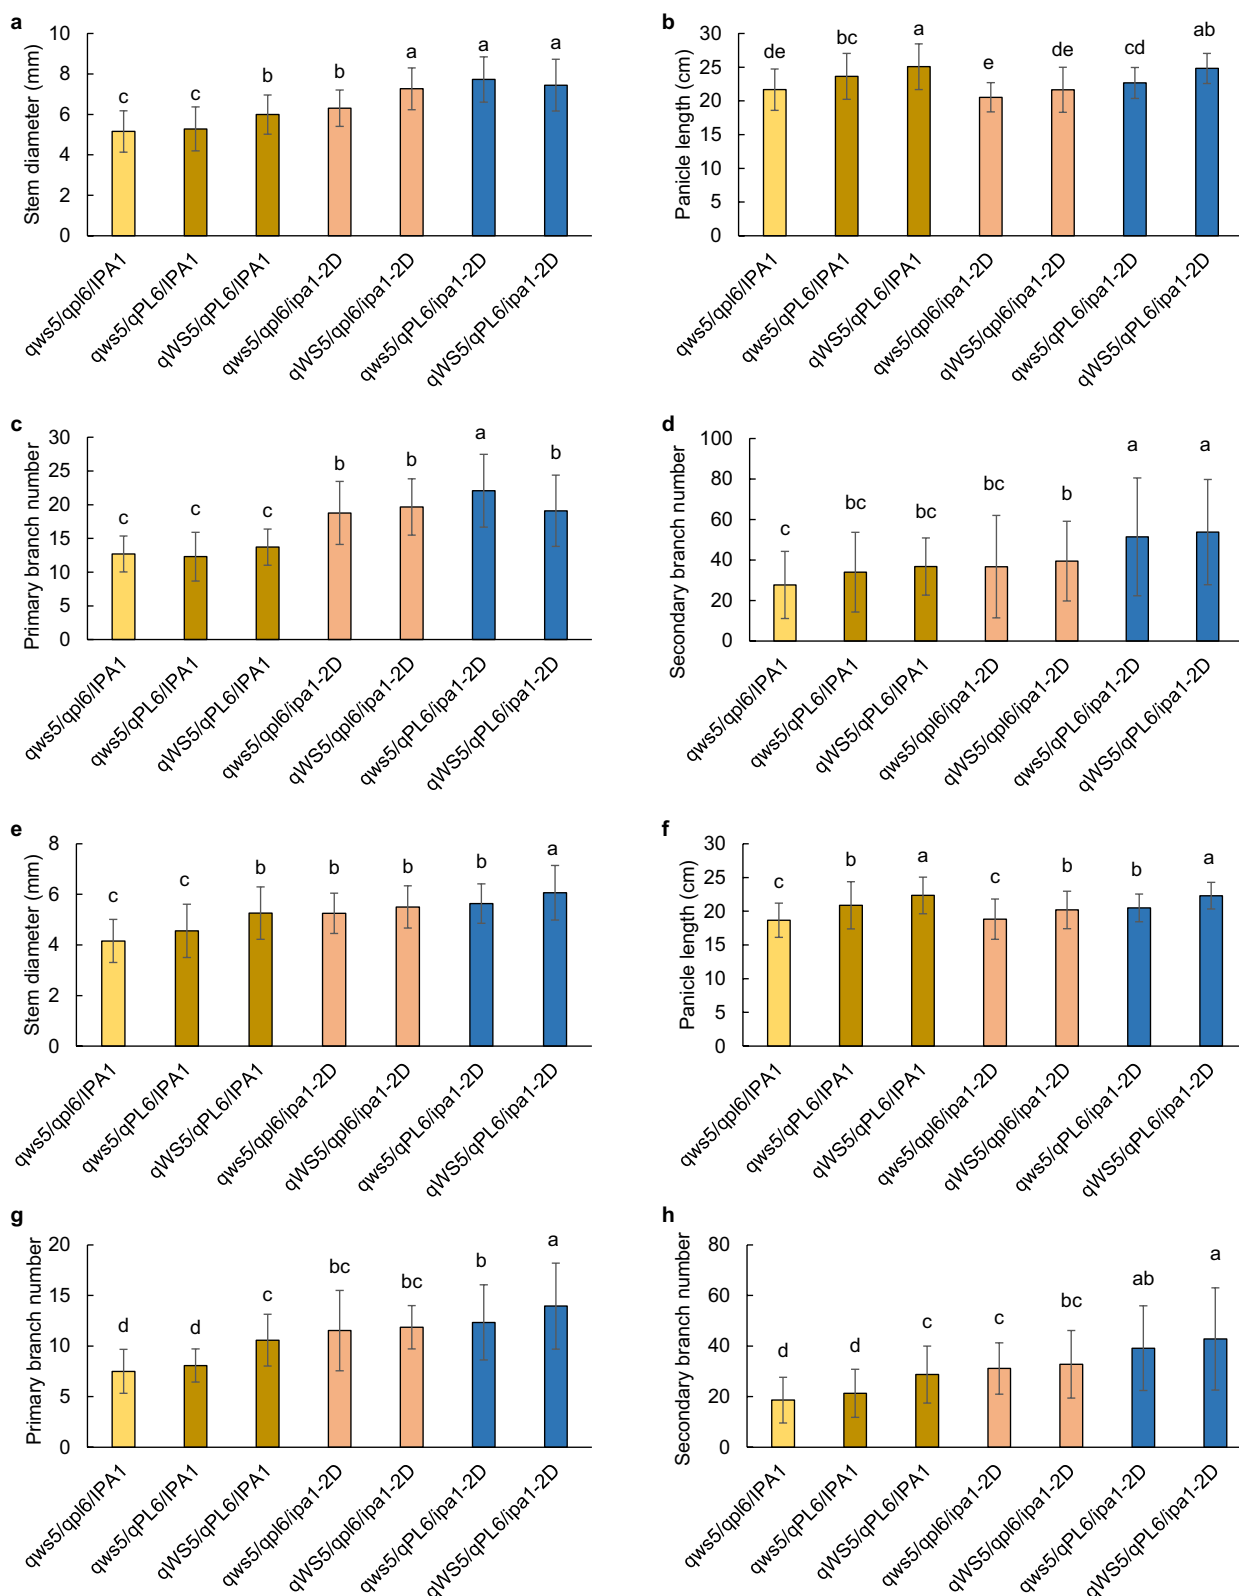 a
Stem diameter (mm)
10
8
6
4
2
0
c
c
b
b
a
a
a
qws5/qpl6/IPA1
qws5/qPL6/IPA1
qWS5/qPL6/IPA1
qws5/qpl6/ipa1-2D
qWS5/qpl6/ipa1-2D
qws5/qPL6/ipa1-2D
qWS5/qPL6/ipa1-2D
b
Panicle length (cm)
30
25
20
15
10
5
0
de
bc
a
e
de
cd
ab
qws5/qpl6/IPA1
qws5/qPL6/IPA1
qWS5/qPL6/IPA1
qws5/qpl6/ipa1-2D
qWS5/qpl6/ipa1-2D
qws5/qPL6/ipa1-2D
qWS5/qPL6/ipa1-2D
c
Primary branch number
30
25
20
15
10
5
0
c
c
c
b
b
a
b
qws5/qpl6/IPA1
qws5/qPL6/IPA1
qWS5/qPL6/IPA1
qws5/qpl6/ipa1-2D
qWS5/qpl6/ipa1-2D
qws5/qPL6/ipa1-2D
qWS5/qPL6/ipa1-2D
d
Secondary branch number
100
80
60
40
20
0
c
bc
bc
bc
b
a
a
qws5/qpl6/IPA1
qws5/qPL6/IPA1
qWS5/qPL6/IPA1
qws5/qpl6/ipa1-2D
qWS5/qpl6/ipa1-2D
qws5/qPL6/ipa1-2D
qWS5/qPL6/ipa1-2D
e
Stem diameter (mm)
8
6
4
2
0
c
c
b
b
b
b
a
qws5/qpl6/IPA1
qws5/qPL6/IPA1
qWS5/qPL6/IPA1
qws5/qpl6/ipa1-2D
qWS5/qpl6/ipa1-2D
qws5/qPL6/ipa1-2D
qWS5/qPL6/ipa1-2D
f
Panicle length (cm)
30
25
20
15
10
5
0
c
b
a
c
b
b
a
qws5/qpl6/IPA1
qws5/qPL6/IPA1
qWS5/qPL6/IPA1
qws5/qpl6/ipa1-2D
qWS5/qpl6/ipa1-2D
qws5/qPL6/ipa1-2D
qWS5/qPL6/ipa1-2D
g
Primary branch number
20
15
10
5
0
d
d
c
bc
bc
b
a
qws5/qpl6/IPA1
qws5/qPL6/IPA1
qWS5/qPL6/IPA1
qws5/qpl6/ipa1-2D
qWS5/qpl6/ipa1-2D
qws5/qPL6/ipa1-2D
qWS5/qPL6/ipa1-2D
h
Secondary branch number
80
60
40
20
0
d
d
c
c
bc
ab
a
qws5/qpl6/IPA1
qws5/qPL6/IPA1
qWS5/qPL6/IPA1
qws5/qpl6/ipa1-2D
qWS5/qpl6/ipa1-2D
qws5/qPL6/ipa1-2D
qWS5/qPL6/ipa1-2D